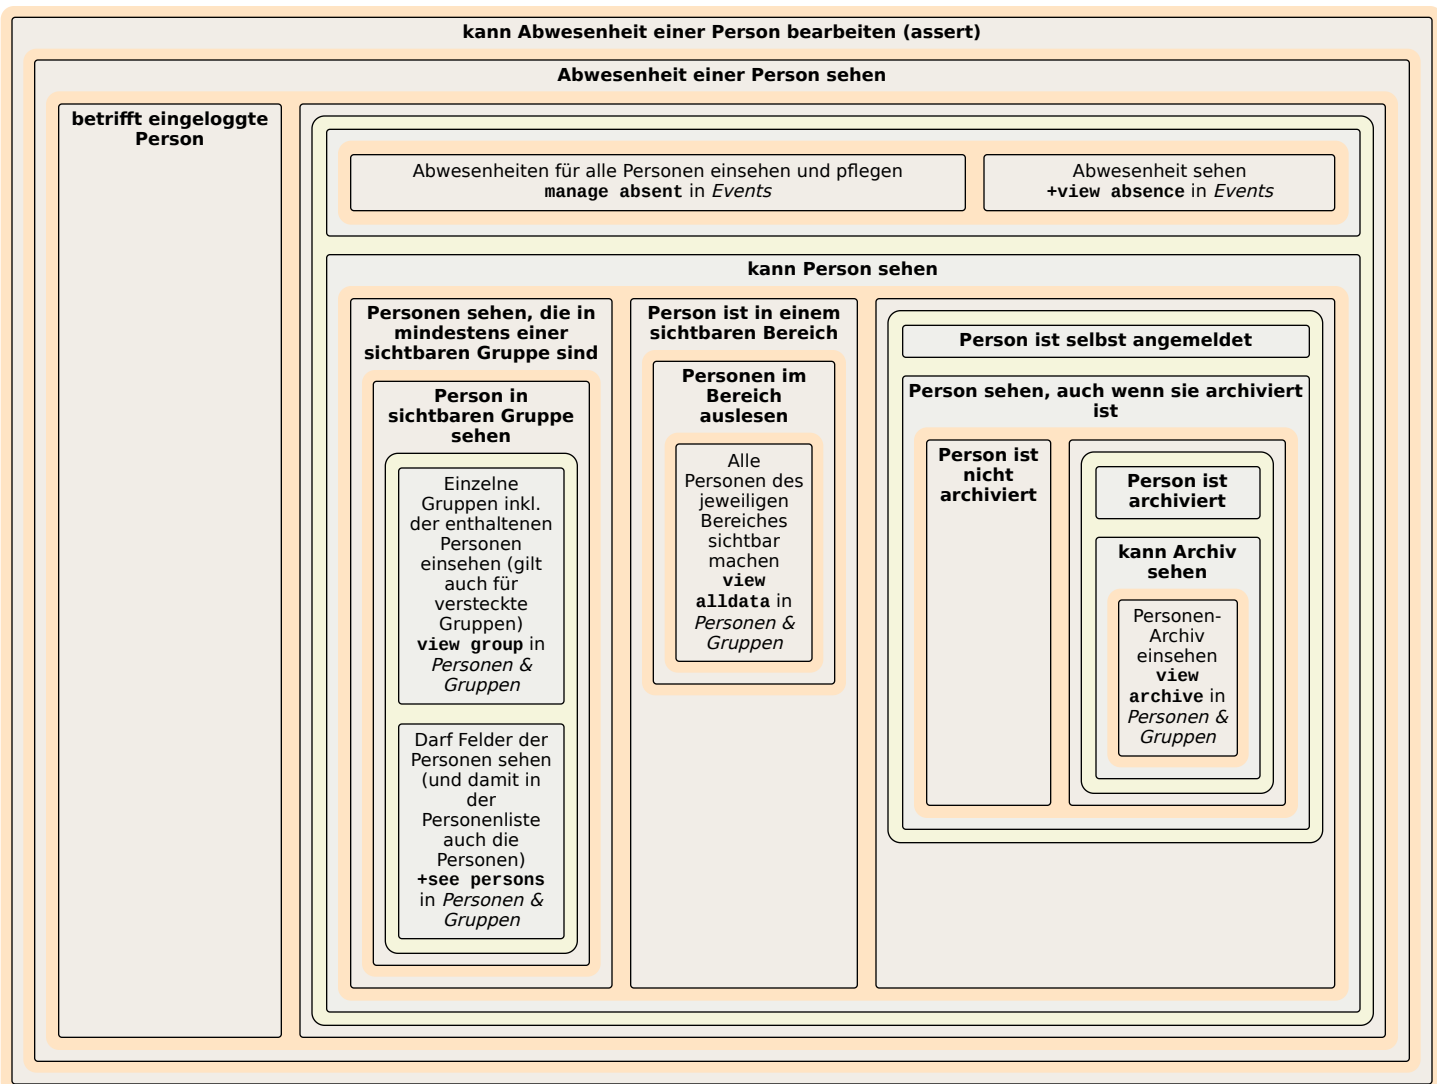 kann Abwesenheit einer Person bearbeiten (assert)
Abwesenheit einer Person sehen
betrifft eingeloggte
Person
Abwesenheiten für alle Personen einsehen und pflegen
manage absent in Events
Abwesenheit sehen
+view absence in Events
kann Person sehen
Personen sehen, die in
mindestens einer
sichtbaren Gruppe sind
Person in
sichtbaren Gruppe
sehen
Einzelne
Gruppen inkl.
der enthaltenen
Personen
einsehen (gilt
auch für
versteckte
Gruppen)
view group in
Personen &
Gruppen
Darf Felder der
Personen sehen
(und damit in
der
Personenliste
auch die
Personen)
+see persons
in Personen &
Gruppen
Person ist in einem
sichtbaren Bereich
Personen im
Bereich
auslesen
Alle
Personen des
jeweiligen
Bereiches
sichtbar
machen
view
alldata in
Personen &
Gruppen
Person ist selbst angemeldet
Person sehen, auch wenn sie archiviert
ist
Person ist
nicht
archiviert
Person ist
archiviert
kann Archiv
sehen
Personen-
Archiv
einsehen
view
archive in
Personen &
Gruppen